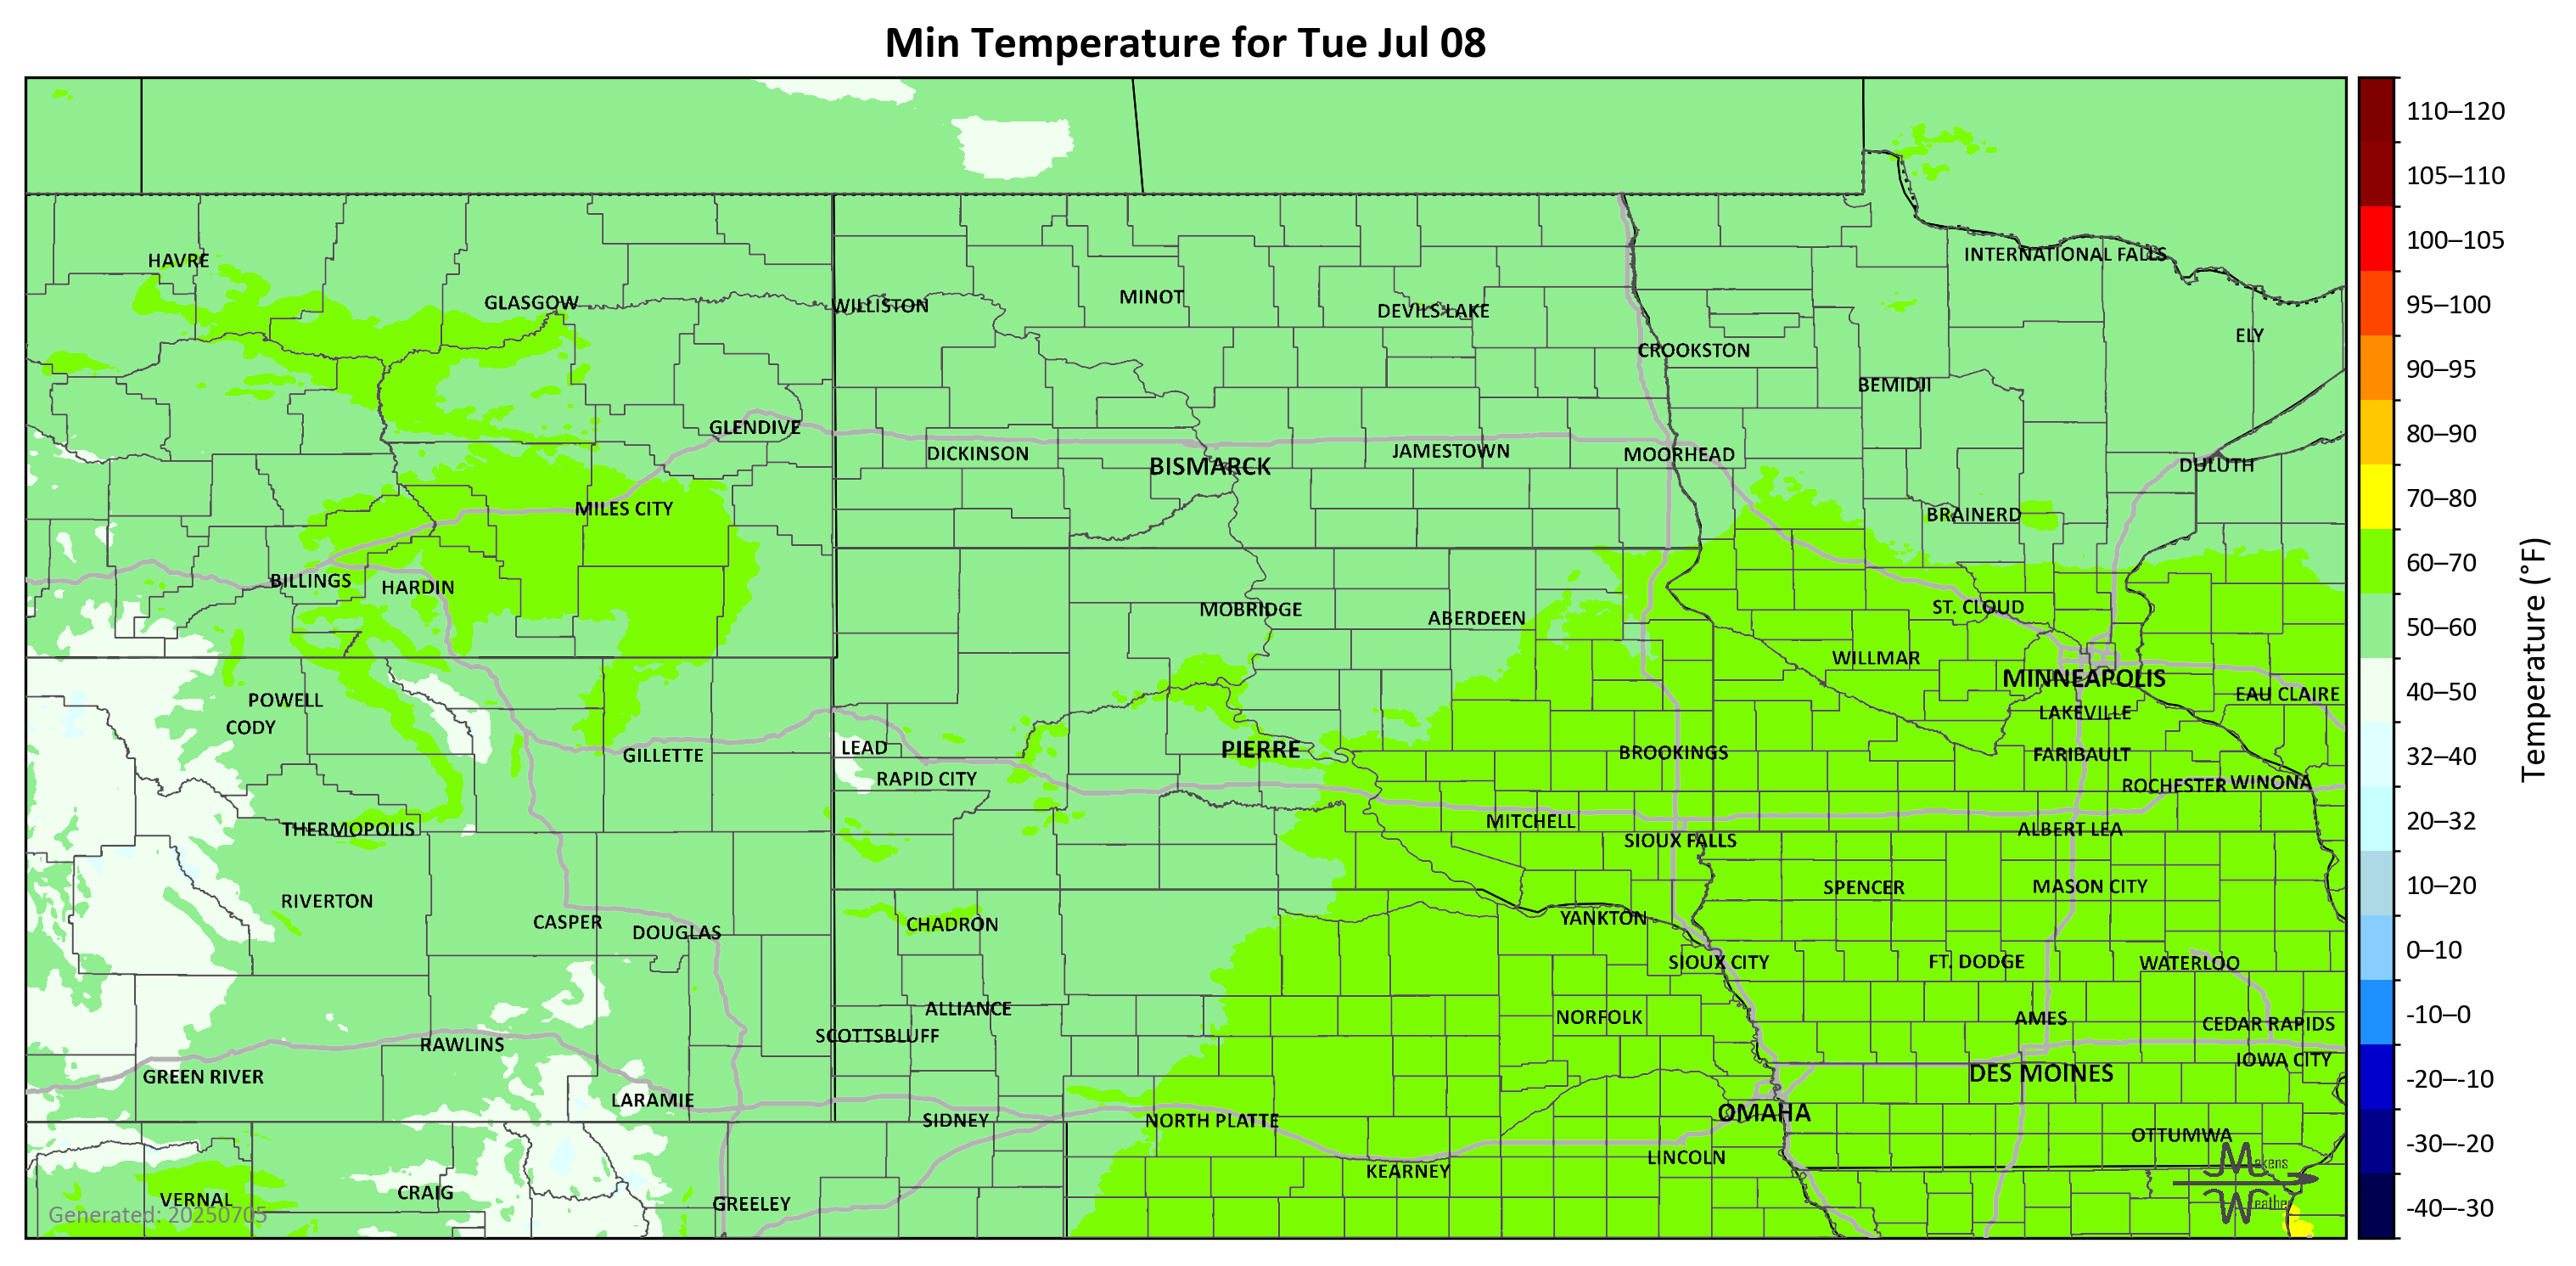 Min Temperature for Tue Jul 08
110–120
105–110
HAVRE
INTERNATIONAL FALLS
100–105
GLASGOW
WILLISTON
MINOT
DEVILS LAKE
95–100
ELY
CROOKSTON
90–95
BEMIDJI
GLENDIVE
80–90
DICKINSON
BISMARCK
JAMESTOWN
MOORHEAD
DULUTH
MILES CITY
BRAINERD
70–80
BILLINGS
HARDIN
60–70
MOBRIDGE
ABERDEEN
ST. CLOUD
50–60
WILLMAR
MINNEAPOLIS
POWELL
EAU CLAIRE
40–50
CODY
LAKEVILLE
GILLETTE
LEAD
PIERRE
BROOKINGS
FARIBAULT
32–40
Temperature (°F)
RAPID CITY
ROCHESTER
WINONA
THERMOPOLIS
MITCHELL
SIOUX FALLS
ALBERT LEA
20–32
RIVERTON
SPENCER
MASON CITY
10–20
CASPER
DOUGLAS
CHADRON
YANKTON
SIOUX CITY
FT. DODGE
WATERLOO
0–10
ALLIANCE
NORFOLK
AMES
CEDAR RAPIDS
-10–0
SCOTTSBLUFF
RAWLINS
IOWA CITY
GREEN RIVER
DES MOINES
-20–-10
LARAMIE
SIDNEY
NORTH PLATTE
OMAHA
OTTUMWA
-30–-20
KEARNEY
LINCOLN
Makens
VERNAL
CRAIG
GREELEY
Weather
-40–-30
Generated: 20250705